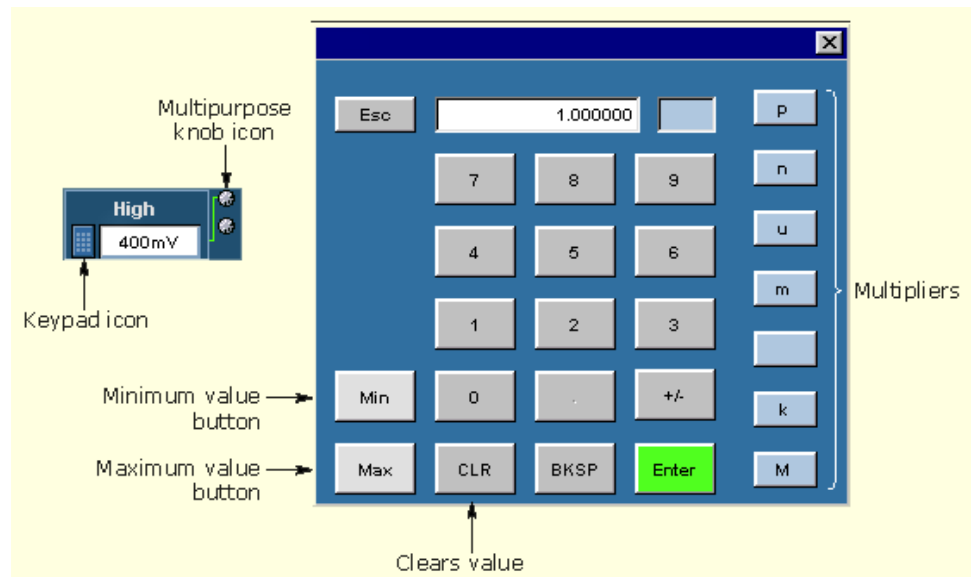 Multipurpose
knob icon
High
400mV
Keypad icon
Minimum value
button
Maximum value
button
Esc 1.000000 p
7 8 9 n
u
4 5 6
m
1 2 3
Min 0 . +/- k
Max CLR BKSP Enter M
Multipliers
Clears value